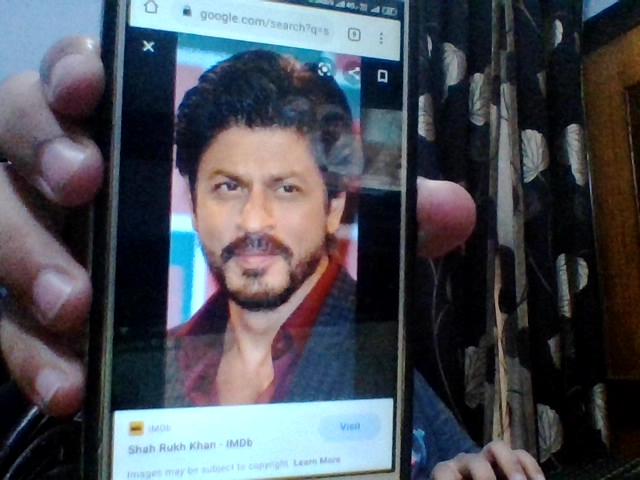 google.com/search?q=s
IMDb
Visit
Shah Rukh Khan - IMDb
Images may be subject to copyright. Learn More